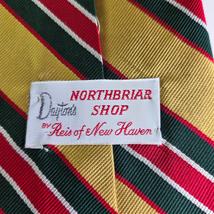 NORTHBRIAR
Dayton's SHOP
BY Reis of New Haven